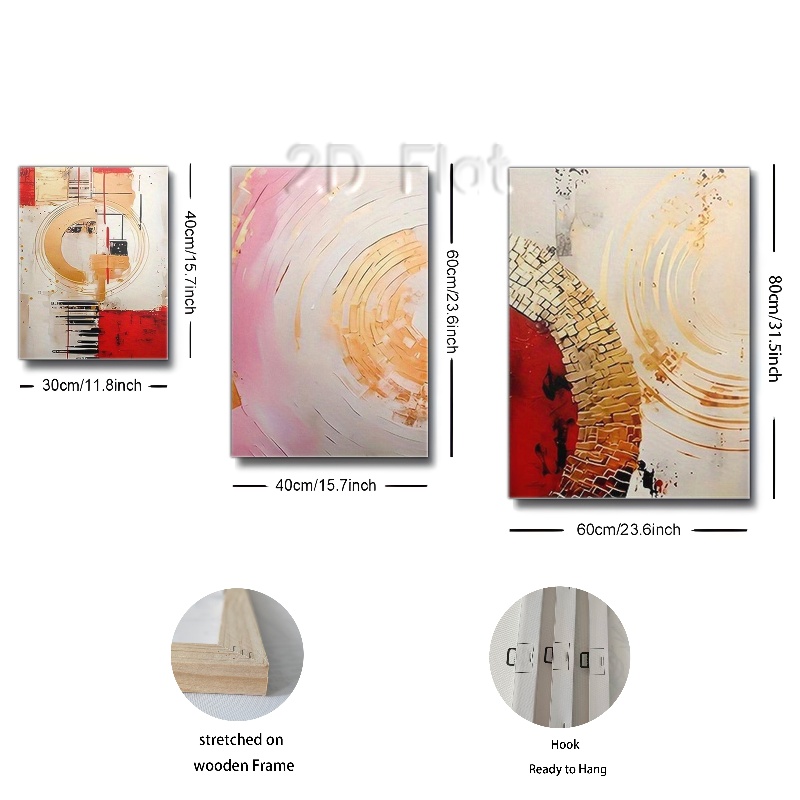 2D Flat
40cm/15.7inch
30cm/11.8inch
60cm/23.6inch
40cm/15.7inch
80cm/31.5inch
60cm/23.6inch
stretched on
wooden Frame
Hook
Ready to Hang